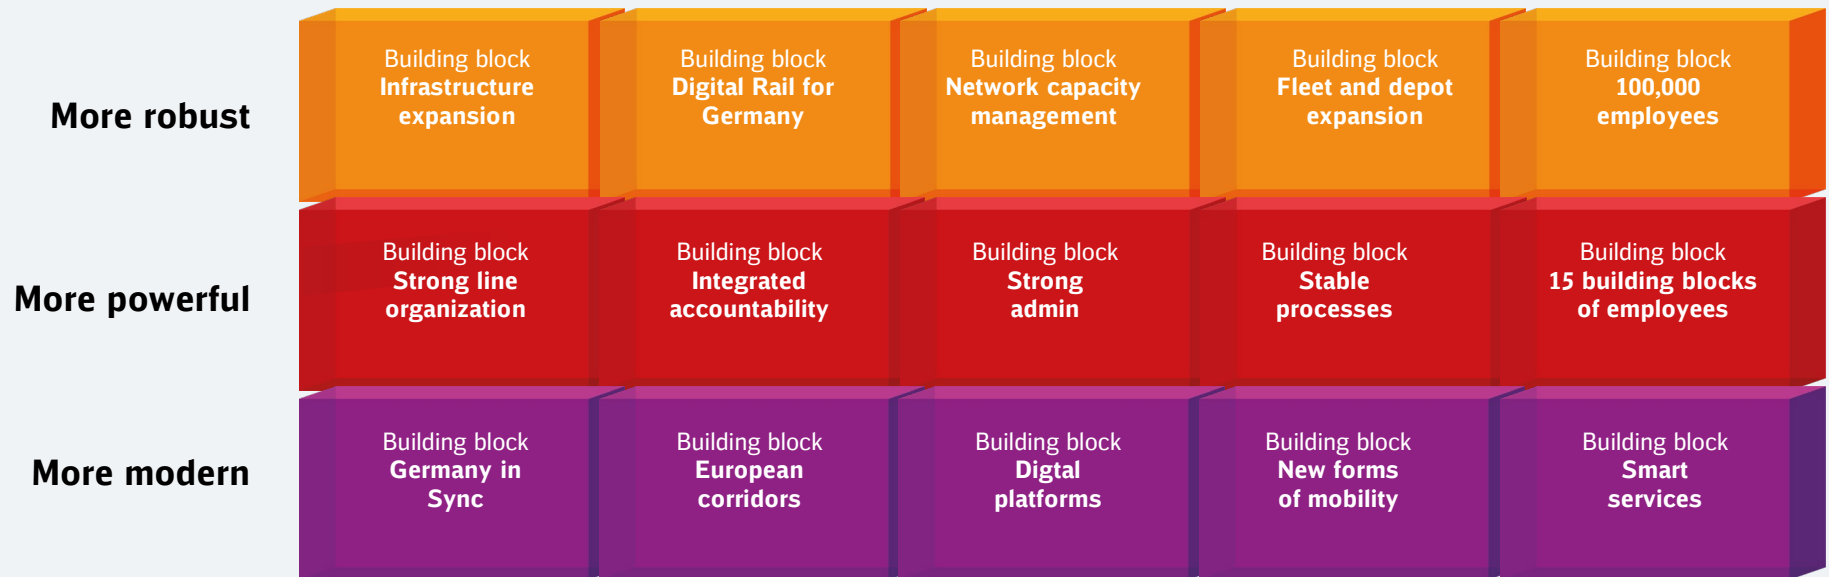 More robust
Building block
Infrastructure
expansion
Building block
Digital Rail for
Germany
Building block
Network capacity
management
Building block
Fleet and depot
expansion
Building block
100,000
employees
More powerful
Building block
Strong line
organization
Building block
Integrated
accountability
Building block
Strong
admin
Building block
Stable
processes
Building block
15 building blocks
of employees
More modern
Building block
Germany in
Sync
Building block
European
corridors
Building block
Digtal
platforms
Building block
New forms
of mobility
Building block
Smart
services